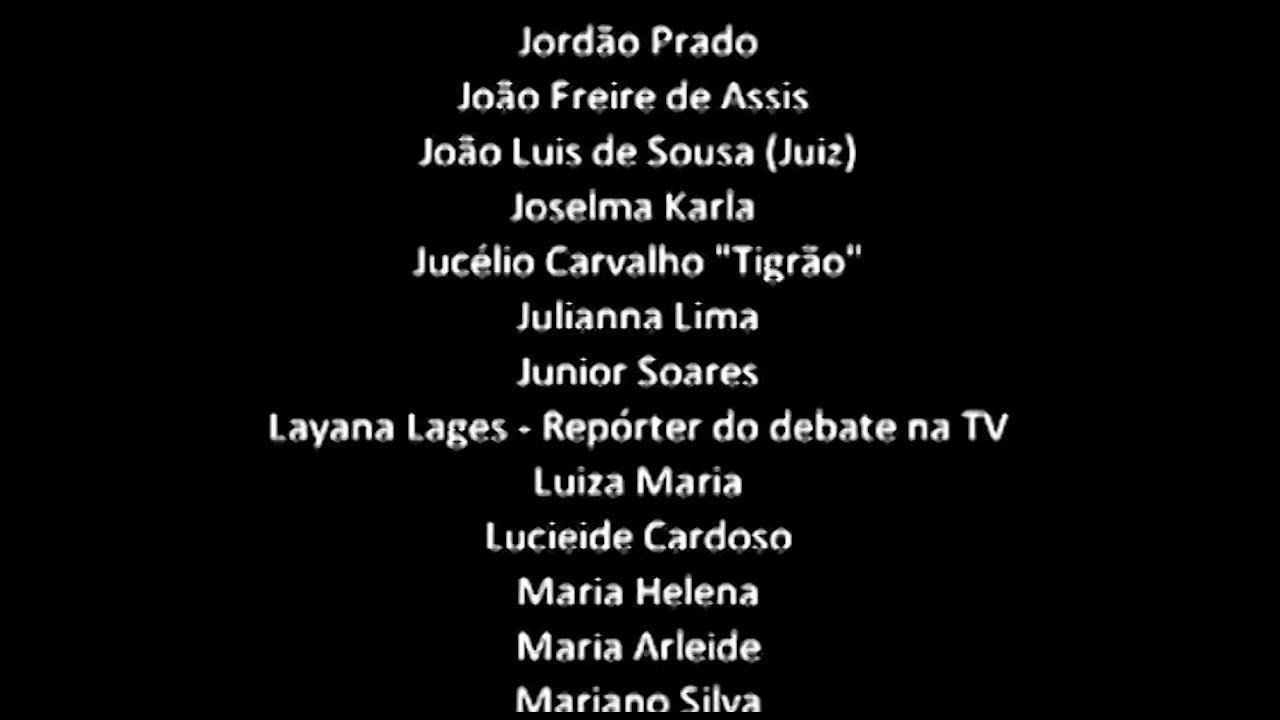 Jordão Prado
João Freire de Assis
João Luis de Sousa (Juiz)
Joselma Karla
Jucélio Carvalho "Tigrão"
Julianna Lima
Junior Soares
Layana Lages - Repórter do debate na TV
Luiza Maria
Lucieide Cardoso
Maria Helena
Maria Arleide
Mariano Silva